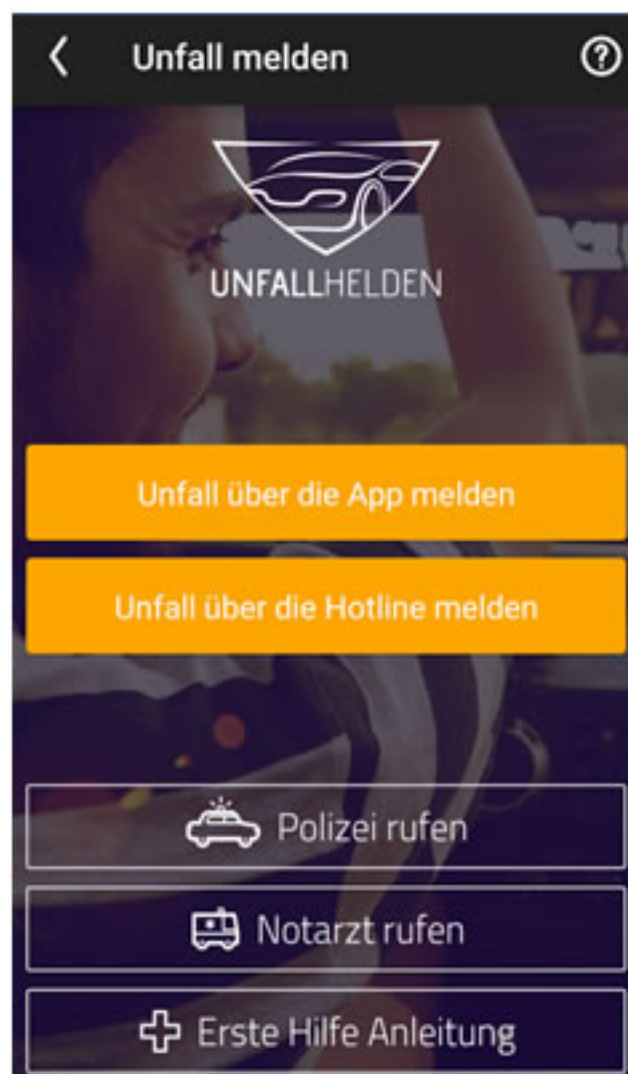 Unfall melden
UNFALLHELDEN
Unfall über die App melden
Unfall über die Hotline melden
Polizei rufen
Notarzt rufen
Erste Hilfe Anleitung